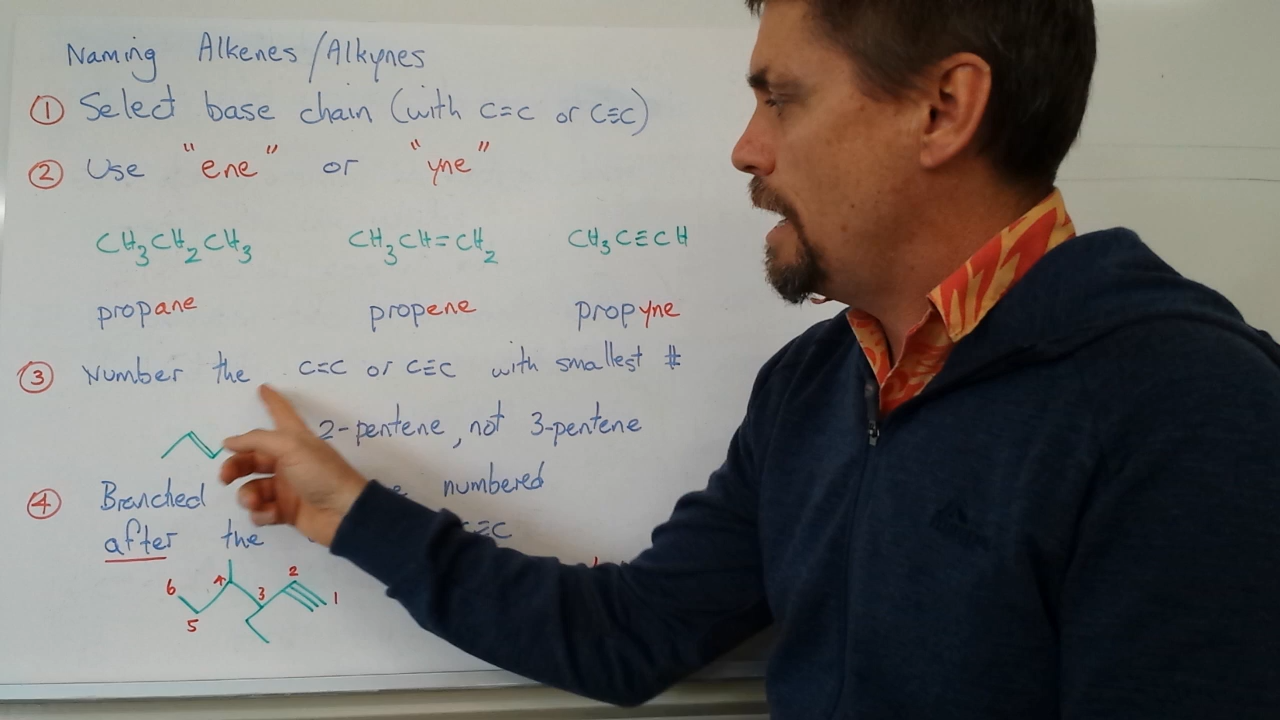 Naming Alkenes/Alkynes
① Select base chain (with C=C or C≡C)
② Use "ene" or "yne"
CH₃CH₂CH₃ CH₃CH=CH₂ CH₃C≡CH
propane propene propyne
③ Number the C=C or C≡C with smallest #
2-pentene, not 3-pentene
④ Branched numbered
after the C≡C
6 5 4 3 2 1